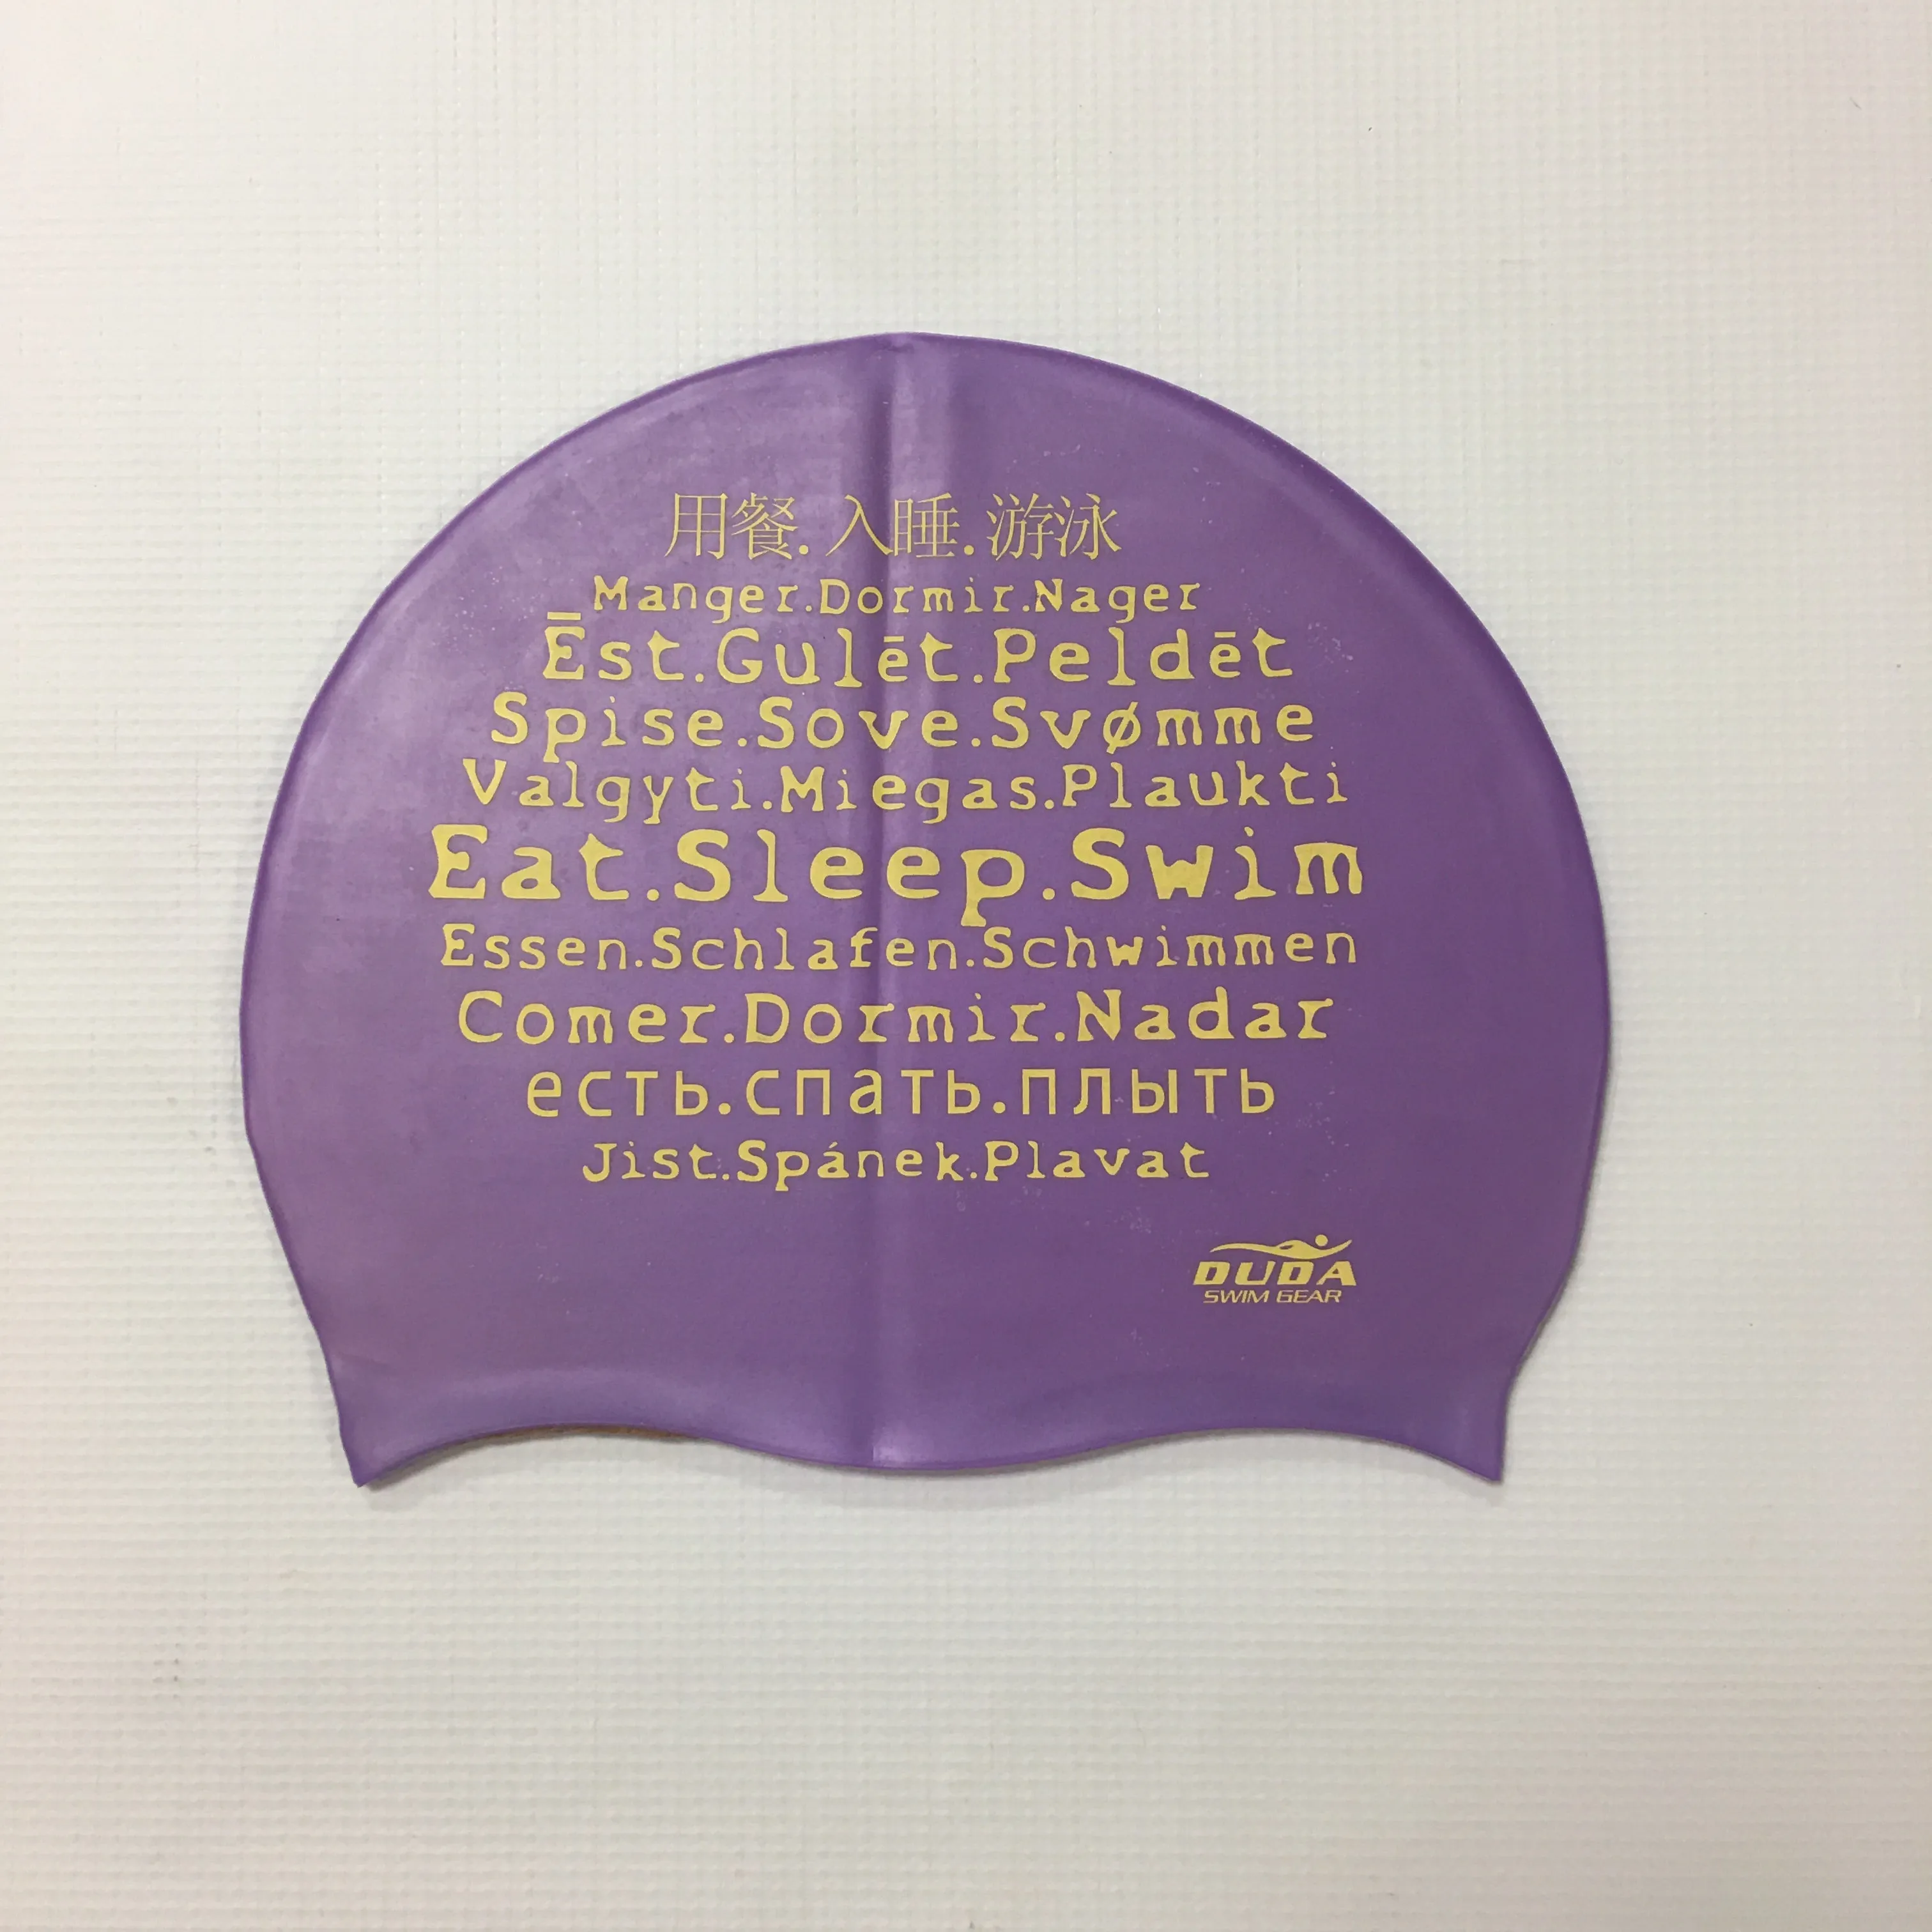 用餐.入睡.游泳
Manger.Dormir.Nager
Ēst.Gulēt.Peldēt
Spise.Sove.Svømme
Valgyti.Miegas.Plaukti
Eat.Sleep.Swim
Essen.Schlafen.Schwimmen
Comer.Dormir.Nadar
есть.спать.плыть
Jist.Spánek.Plavat
DUDA
SWIM GEAR